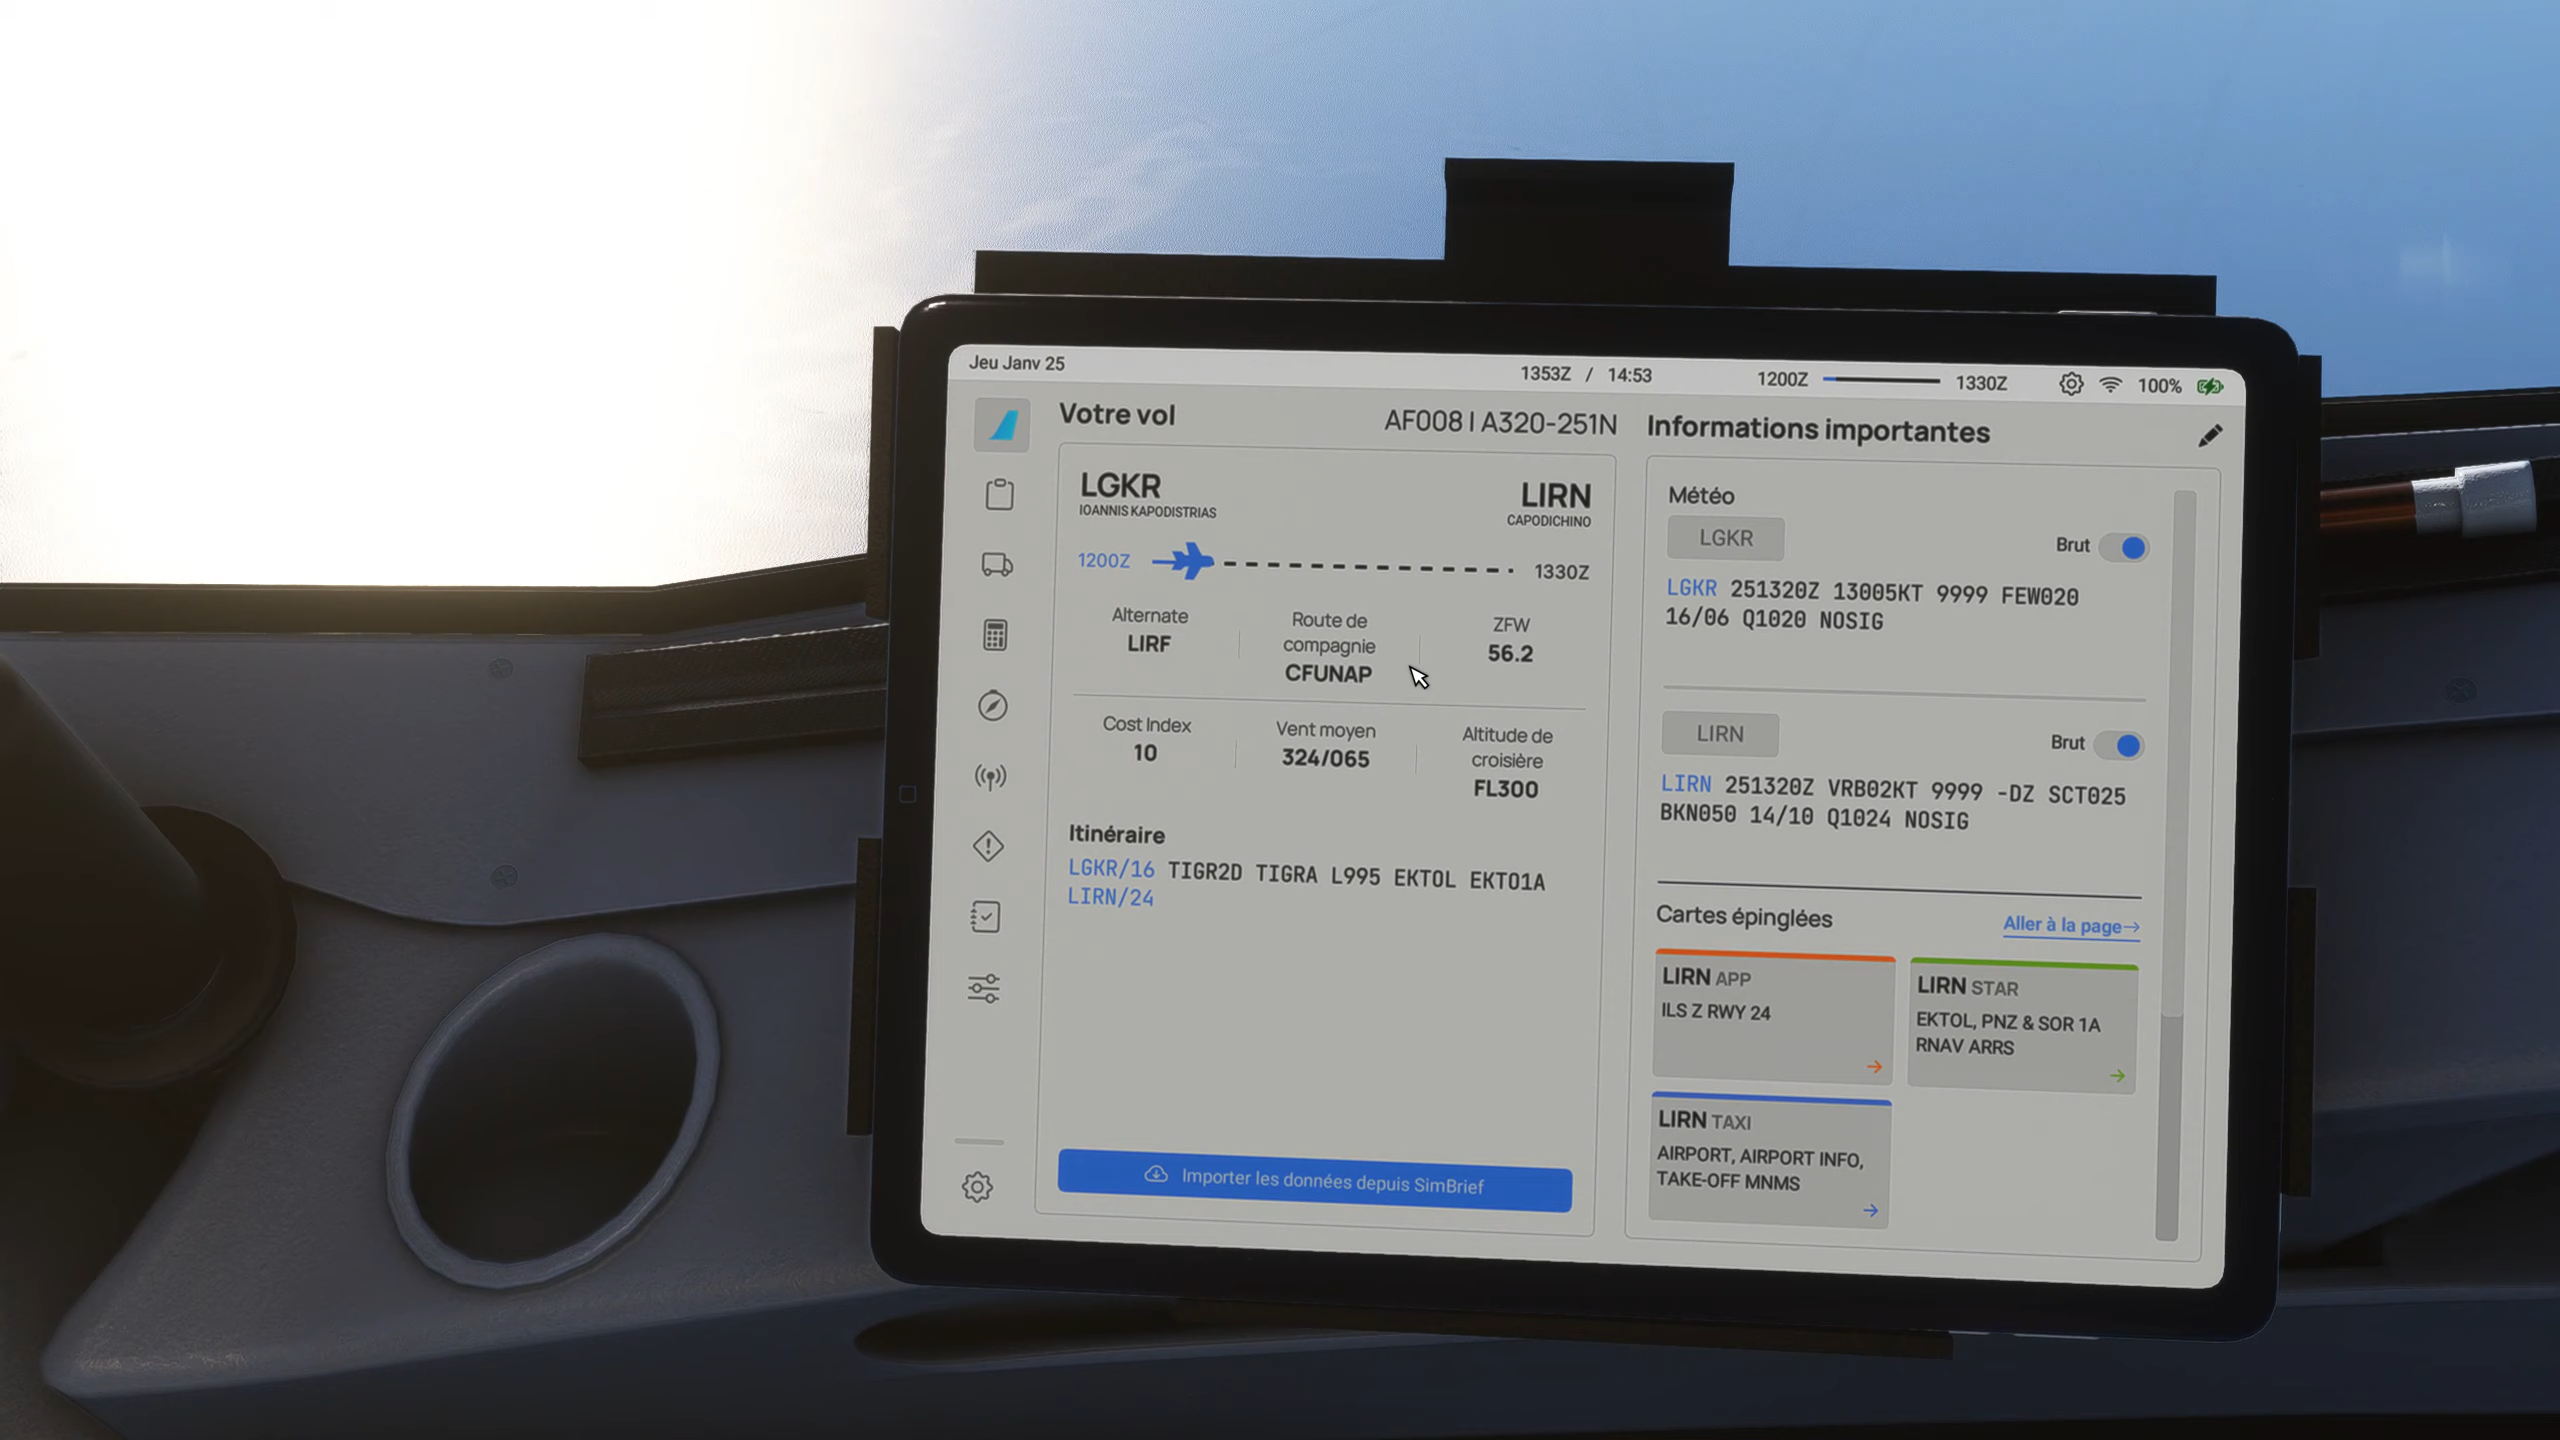 Jeu Janv 25
1353Z / 14:53
1200Z 1330Z
100%
Votre vol
AF008 | A320-251N
LGKR
IOANNIS KAPODISTRIAS
LIRN
CAPODICHINO
1200Z
1330Z
Alternate
LIRF
Route de
compagnie
CFUNAP
ZFW
56.2
Cost Index
10
Vent moyen
324/065
Altitude de
croisière
FL300
Itinéraire
LGKR/16 TIGR2D TIGRA L995 EKTOL EKTO1A
LIRN/24
Importer les données depuis SimBrief
Informations importantes
Météo
LGKR
Brut
LGKR 251320Z 13005KT 9999 FEW020
16/06 Q1020 NOSIG
LIRN
Brut
LIRN 251320Z VRB02KT 9999 -DZ SCT025
BKN050 14/10 Q1024 NOSIG
Cartes épinglées
Aller à la page→
LIRN APP
ILS Z RWY 24
LIRN STAR
EKTOL, PNZ & SOR 1A
RNAV ARRS
LIRN TAXI
AIRPORT, AIRPORT INFO,
TAKE-OFF MNMS